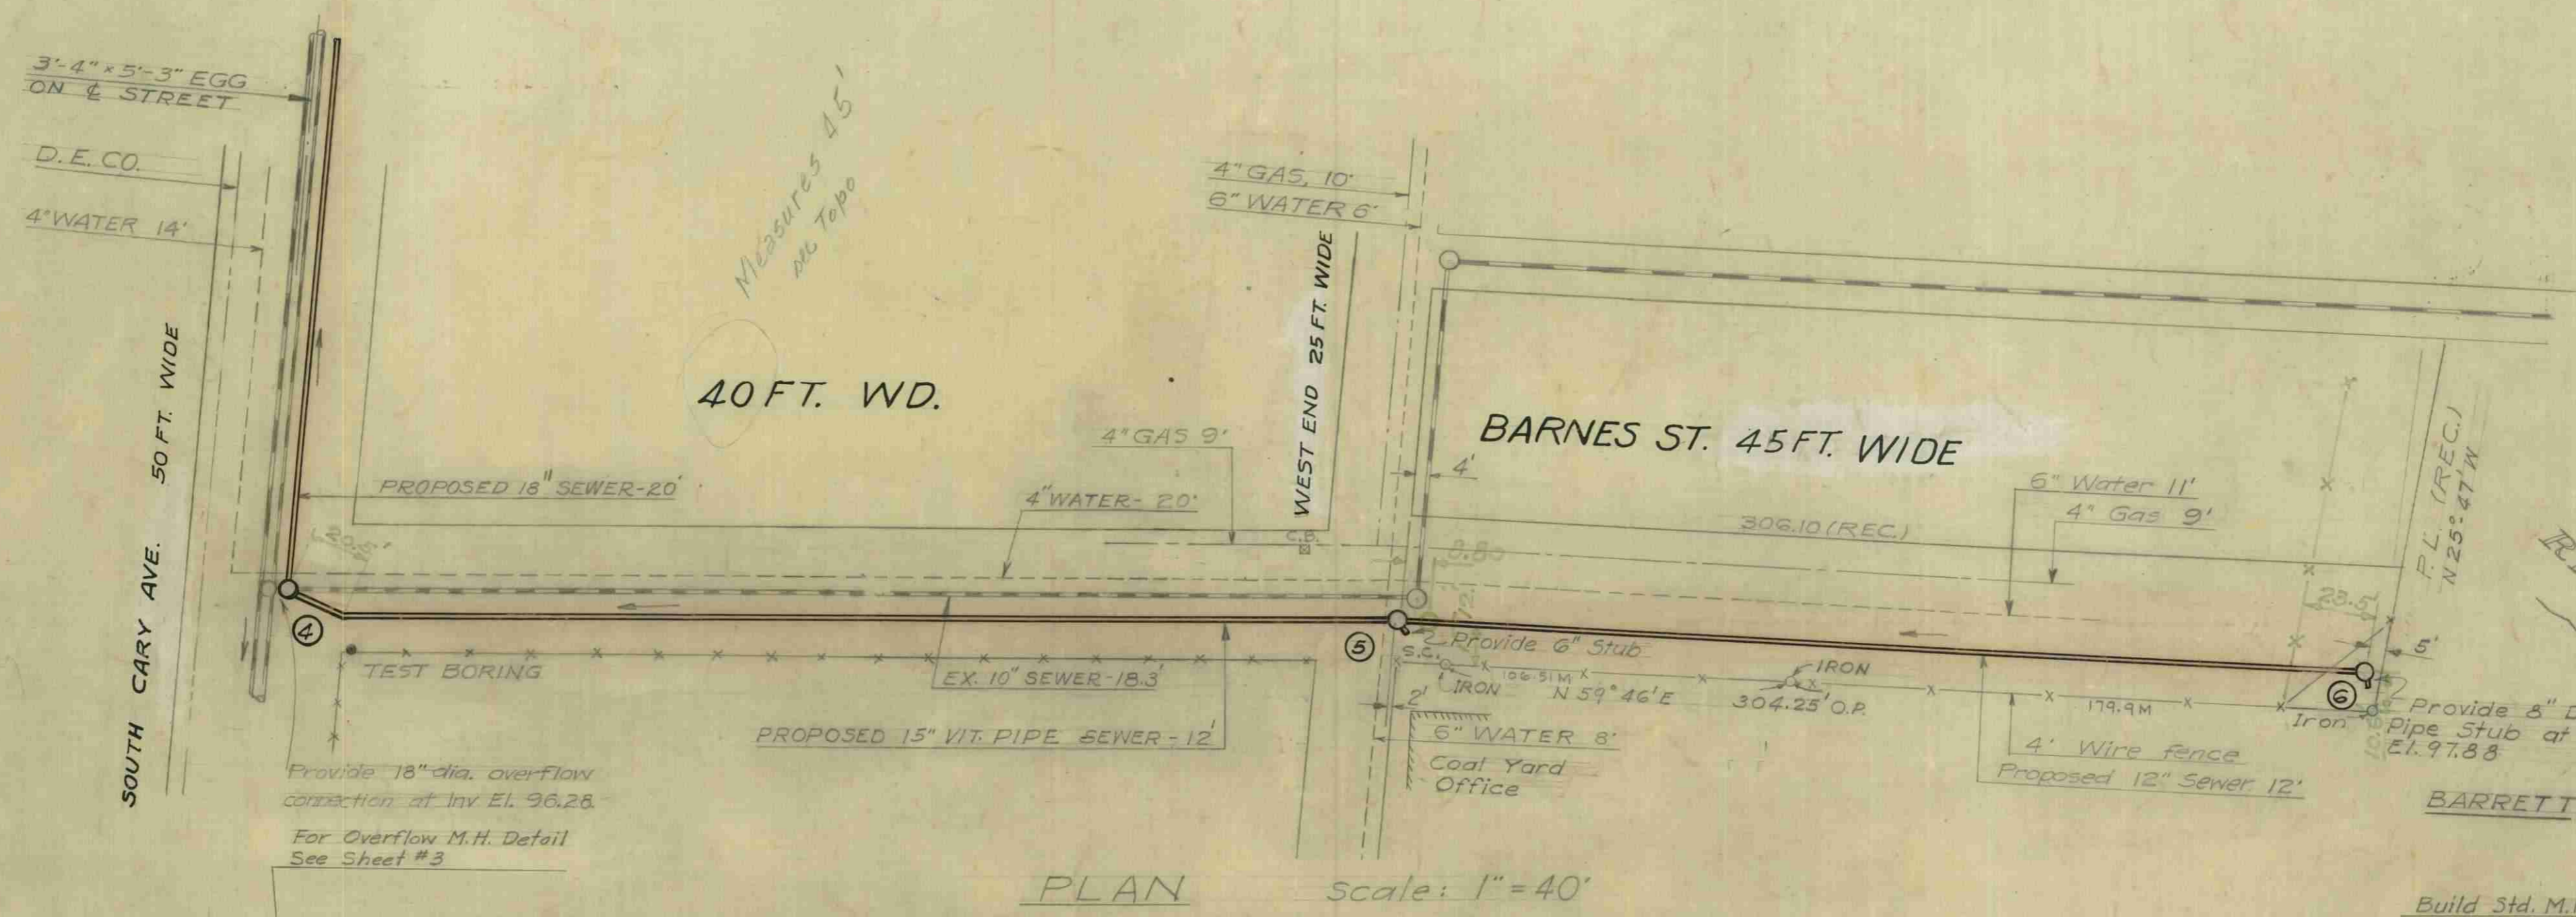 3'-4" x 5'-3" EGG
ON ℄ STREET
D.E. CO.
4" WATER 14'
SOUTH CARY AVE. 50 FT. WIDE
Measures 45'
see Topo
40 FT. WD.
PROPOSED 18" SEWER-20'
4" GAS 9'
4" WATER- 20'
4" GAS, 10'
6" WATER 6'
WEST END 25 FT. WIDE
C.B.
4'
BARNES ST. 45 FT. WIDE
306.10 (REC.)
6" Water 11'
4" Gas 9'
P.L. (REC.)
N 25° 47' W
8.80
23.5'
5'
4
5
6
TEST BORING
EX. 10" SEWER-18.3'
PROPOSED 15" VIT. PIPE SEWER-12'
Provide 6" Stub
S.C.
IRON
106.51 M
N 59° 46' E
IRON
304.25' O.P.
179.9 M
Iron
2'
6" WATER 8'
Coal Yard
Office
4' Wire fence
Proposed 12" Sewer 12'
Provide 8"
Pipe Stub at
El. 97.88
BARRETT
Provide 18" dia. overflow
connection at Inv El. 96.28
For Overflow M.H. Detail
See Sheet #3
PLAN Scale: 1" = 40'
Build Std. M.